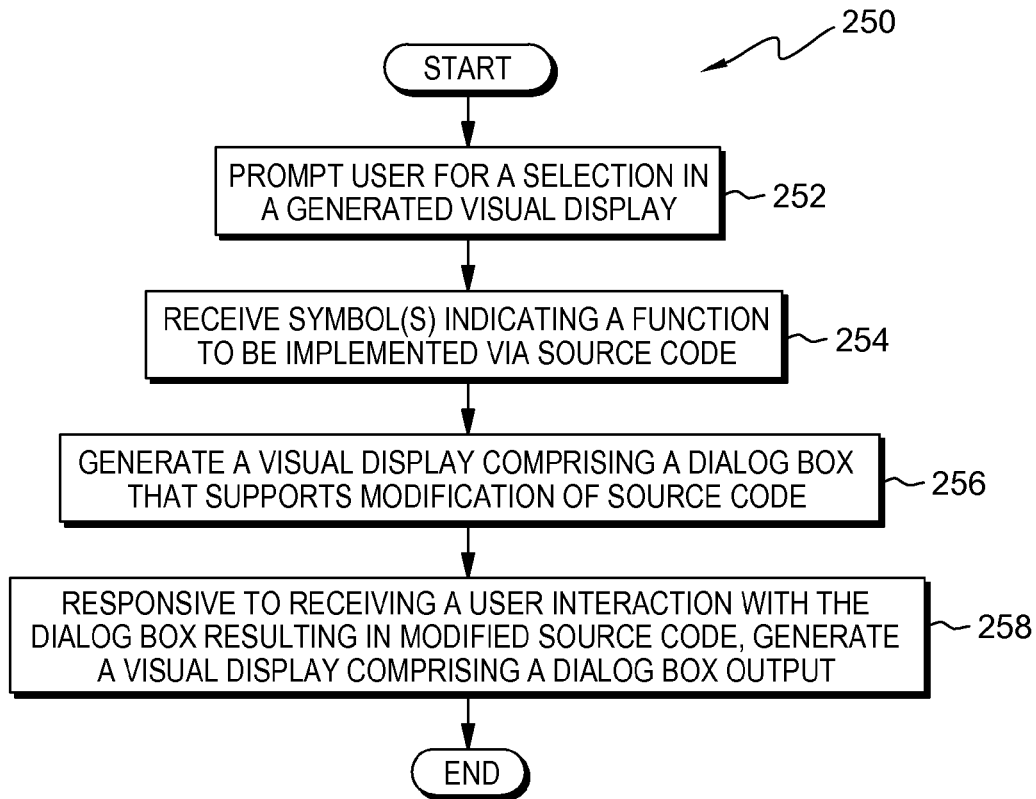 250
START
PROMPT USER FOR A SELECTION IN
A GENERATED VISUAL DISPLAY
252
RECEIVE SYMBOL(S) INDICATING A FUNCTION
TO BE IMPLEMENTED VIA SOURCE CODE
254
GENERATE A VISUAL DISPLAY COMPRISING A DIALOG BOX
THAT SUPPORTS MODIFICATION OF SOURCE CODE
256
RESPONSIVE TO RECEIVING A USER INTERACTION WITH THE
DIALOG BOX RESULTING IN MODIFIED SOURCE CODE, GENERATE
A VISUAL DISPLAY COMPRISING A DIALOG BOX OUTPUT
258
END